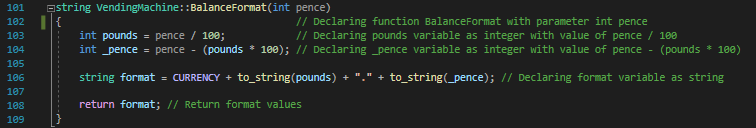 101 string VendingMachine::BalanceFormat(int pence)
102 { // Declaring function BalanceFormat with parameter int pence
103 int pounds = pence / 100; // Declaring pounds variable as integer with value of pence / 100
104 int _pence = pence - (pounds * 100); // Declaring _pence variable as integer with value of pence - (pounds * 100)
105
106 string format = CURRENCY + to_string(pounds) + "." + to_string(_pence); // Declaring format variable as string
107
108 return format; // Return format values
109 }